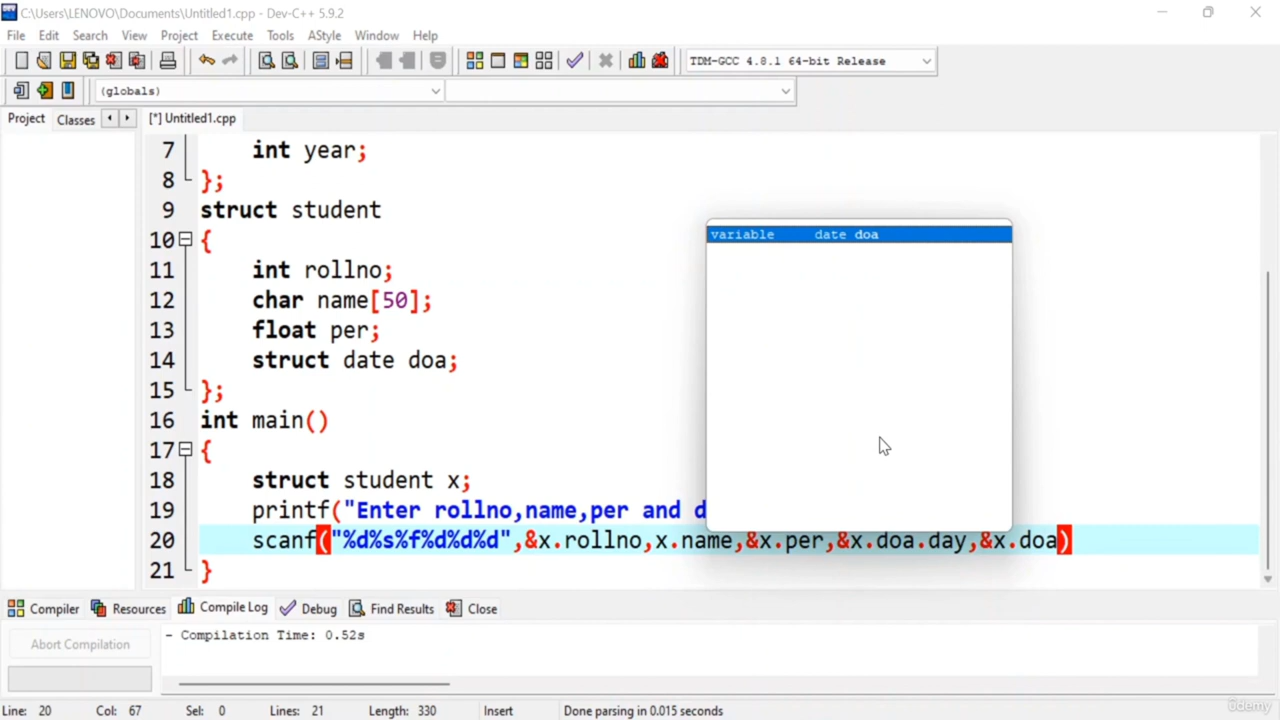 C:\Users\LENOVO\Documents\Untitled1.cpp - Dev-C++ 5.9.2
File Edit Search View Project Execute Tools AStyle Window Help
TDM-GCC 4.8.1 64-bit Release
(globals)
Project Classes [*] Untitled1.cpp
7 int year;
8 };
9 struct student
10 {
11 int rollno;
12 char name[50];
13 float per;
14 struct date doa;
15 };
16 int main()
17 {
18 struct student x;
19 printf("Enter rollno,name,per and d
20 scanf("%d%s%f%d%d%d",&x.rollno,x.name,&x.per,&x.doa.day,&x.doa)
21 }
variable date doa
Compiler Resources Compile Log Debug Find Results Close
Abort Compilation
- Compilation Time: 0.52s
Line: 20 Col: 67 Sel: 0 Lines: 21 Length: 330 Insert Done parsing in 0.015 seconds
ûdemy